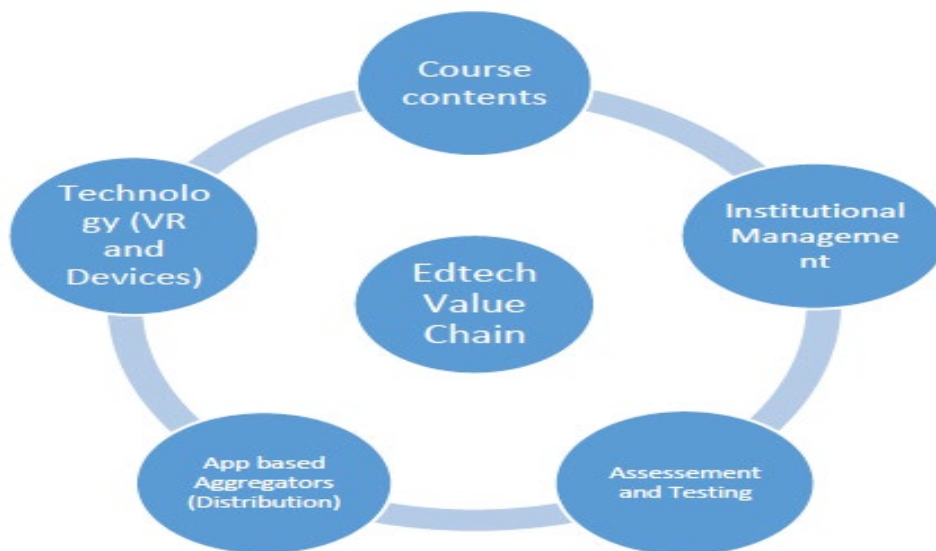 Course
contents
Institutional
Manageme
nt
Assessement
and Testing
App based
Aggregators
(Distribution)
Technolo
gy (VR
and
Devices)
Edtech
Value
Chain